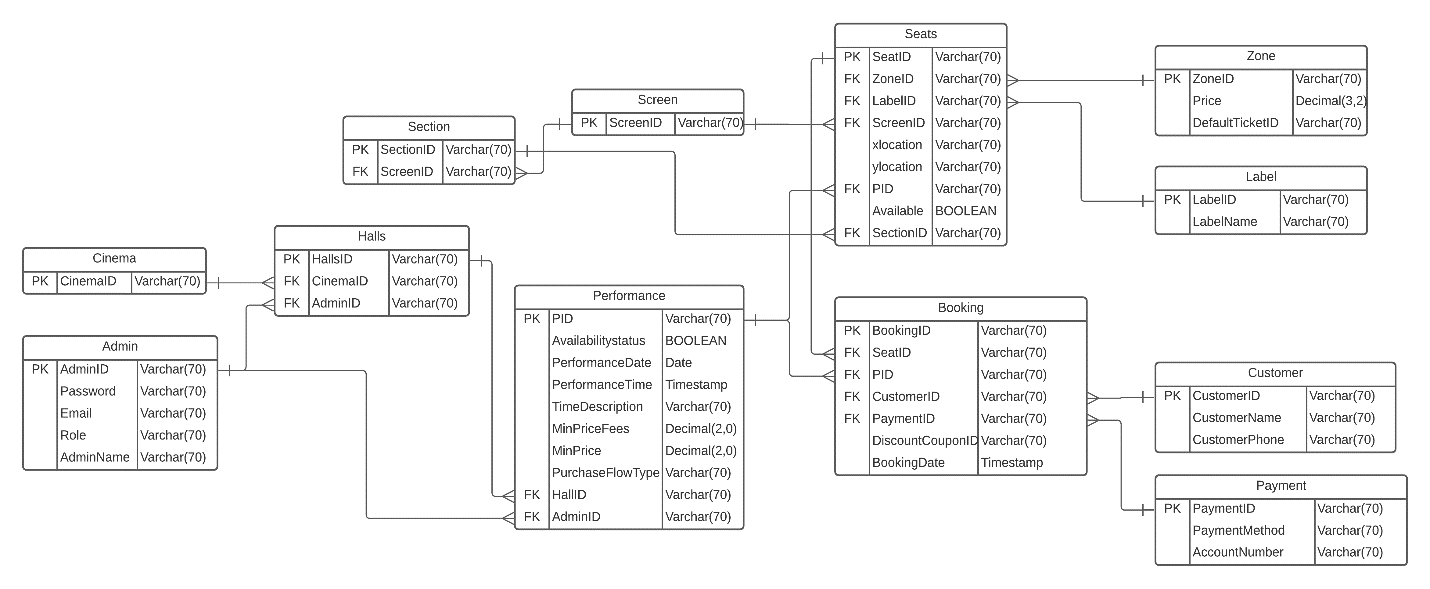 Seats
PK SeatID Varchar(70)
FK ZoneID Varchar(70)
FK LabelID Varchar(70)
FK ScreenID Varchar(70)
xlocation Varchar(70)
ylocation Varchar(70)
FK PID Varchar(70)
Available BOOLEAN
FK SectionID Varchar(70)
Zone
PK ZoneID Varchar(70)
Price Decimal(3,2)
DefaultTicketID Varchar(70)
Screen
PK ScreenID Varchar(70)
Section
PK SectionID Varchar(70)
FK ScreenID Varchar(70)
Label
PK LabelID Varchar(70)
LabelName Varchar(70)
Halls
PK HallsID Varchar(70)
FK CinemaID Varchar(70)
FK AdminID Varchar(70)
Cinema
PK CinemaID Varchar(70)
Performance
PK PID Varchar(70)
Availabilitystatus BOOLEAN
PerformanceDate Date
PerformanceTime Timestamp
TimeDescription Varchar(70)
MinPriceFees Decimal(2,0)
MinPrice Decimal(2,0)
PurchaseFlowType Varchar(70)
FK HallID Varchar(70)
FK AdminID Varchar(70)
Booking
PK BookingID Varchar(70)
FK SeatID Varchar(70)
FK PID Varchar(70)
FK CustomerID Varchar(70)
FK PaymentID Varchar(70)
DiscountCouponID Varchar(70)
BookingDate Timestamp
Admin
PK AdminID Varchar(70)
Password Varchar(70)
Email Varchar(70)
Role Varchar(70)
AdminName Varchar(70)
Customer
PK CustomerID Varchar(70)
CustomerName Varchar(70)
CustomerPhone Varchar(70)
Payment
PK PaymentID Varchar(70)
PaymentMethod Varchar(70)
AccountNumber Varchar(70)